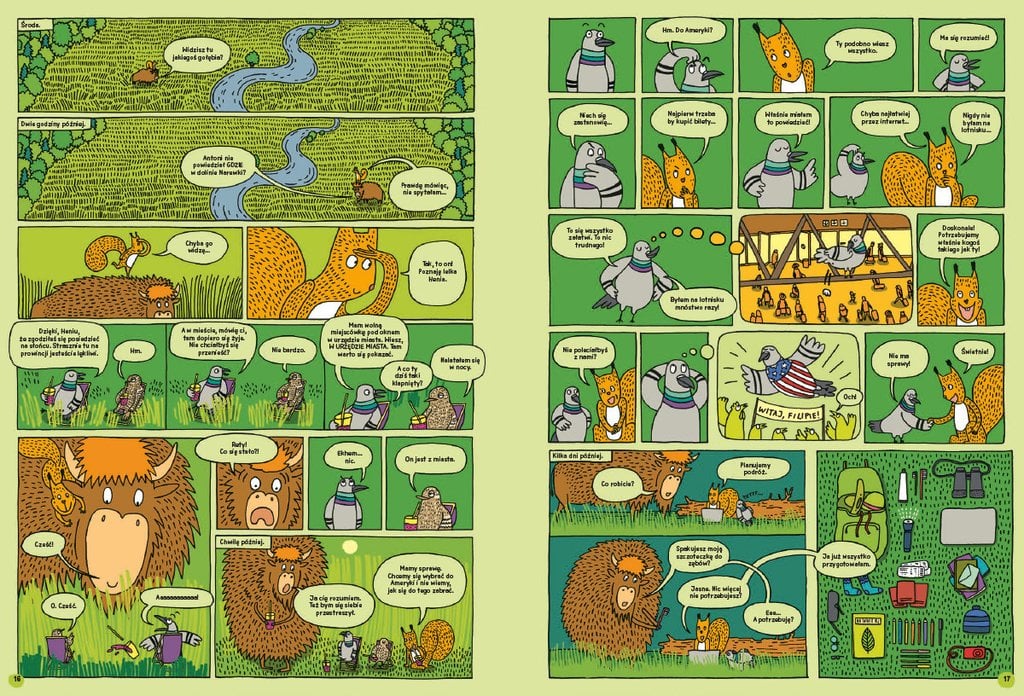 Środa.
Widzisz tu
jakiegoś gołębia?
Dwie godziny później.
Antoni nie
powiedział GDZIE
w dolinie Narewki?
Prawdę mówiąc,
nie spytałam...
Chyba go
widzę...
Tak, to on!
Poznaję lelka
Henia.
Dzięki, Heniu,
że zgodziłeś się posiedzieć
na słońcu. Strasznie tu na
prowincji jesteście lękliwi.
Hm.
A w mieście, mówię ci,
tam dopiero się żyje.
Nie chciałbyś się
przenieść?
Nie bardzo.
Mam wolną
miejscówkę pod oknem
w urzędzie miasta. Wiesz,
W URZĘDZIE MIASTA. Tam
warto się pokazać.
A co ty
dziś taki
klapnięty?
Nalatałem się
w nocy.
Cześć!
O. Cześć.
Aaaaaaaaaaa!
Rety!
Co się stało?!
Ekhem...
nic.
On jest z miasta.
Chwilę później.
Ja cię rozumiem.
Też bym się siebie
przestraszył.
Mamy sprawę.
Chcemy się wybrać do
Ameryki i nie wiemy,
jak się do tego zabrać.
16
Hm. Do Ameryki?
Ty podobno wiesz
wszystko.
Ma się rozumieć!
Niech się
zastanowię...
Najpierw trzeba
by kupić bilety...
Właśnie miałem
to powiedzieć!
Chyba najłatwiej
przez internet...
Nigdy nie
byłam na
lotnisku...
To się wszystko
załatwi. To nic
trudnego!
Byłem na lotnisku
mnóstwo razy!
Doskonale!
Potrzebujemy
właśnie kogoś
takiego jak ty!
Nie poleciałbyś
z nami?
WITAJ, FILIPIE!
Och!
Nie ma
sprawy!
Świetnie!
Kilka dni później.
Co robicie?
Planujemy
podróż.
Spakujesz moją
szczoteczkę do
zębów?
Jasne. Nic więcej
nie potrzebujesz?
Eee...
A potrzebuję?
Ja już wszystko
przygotowałam.
17